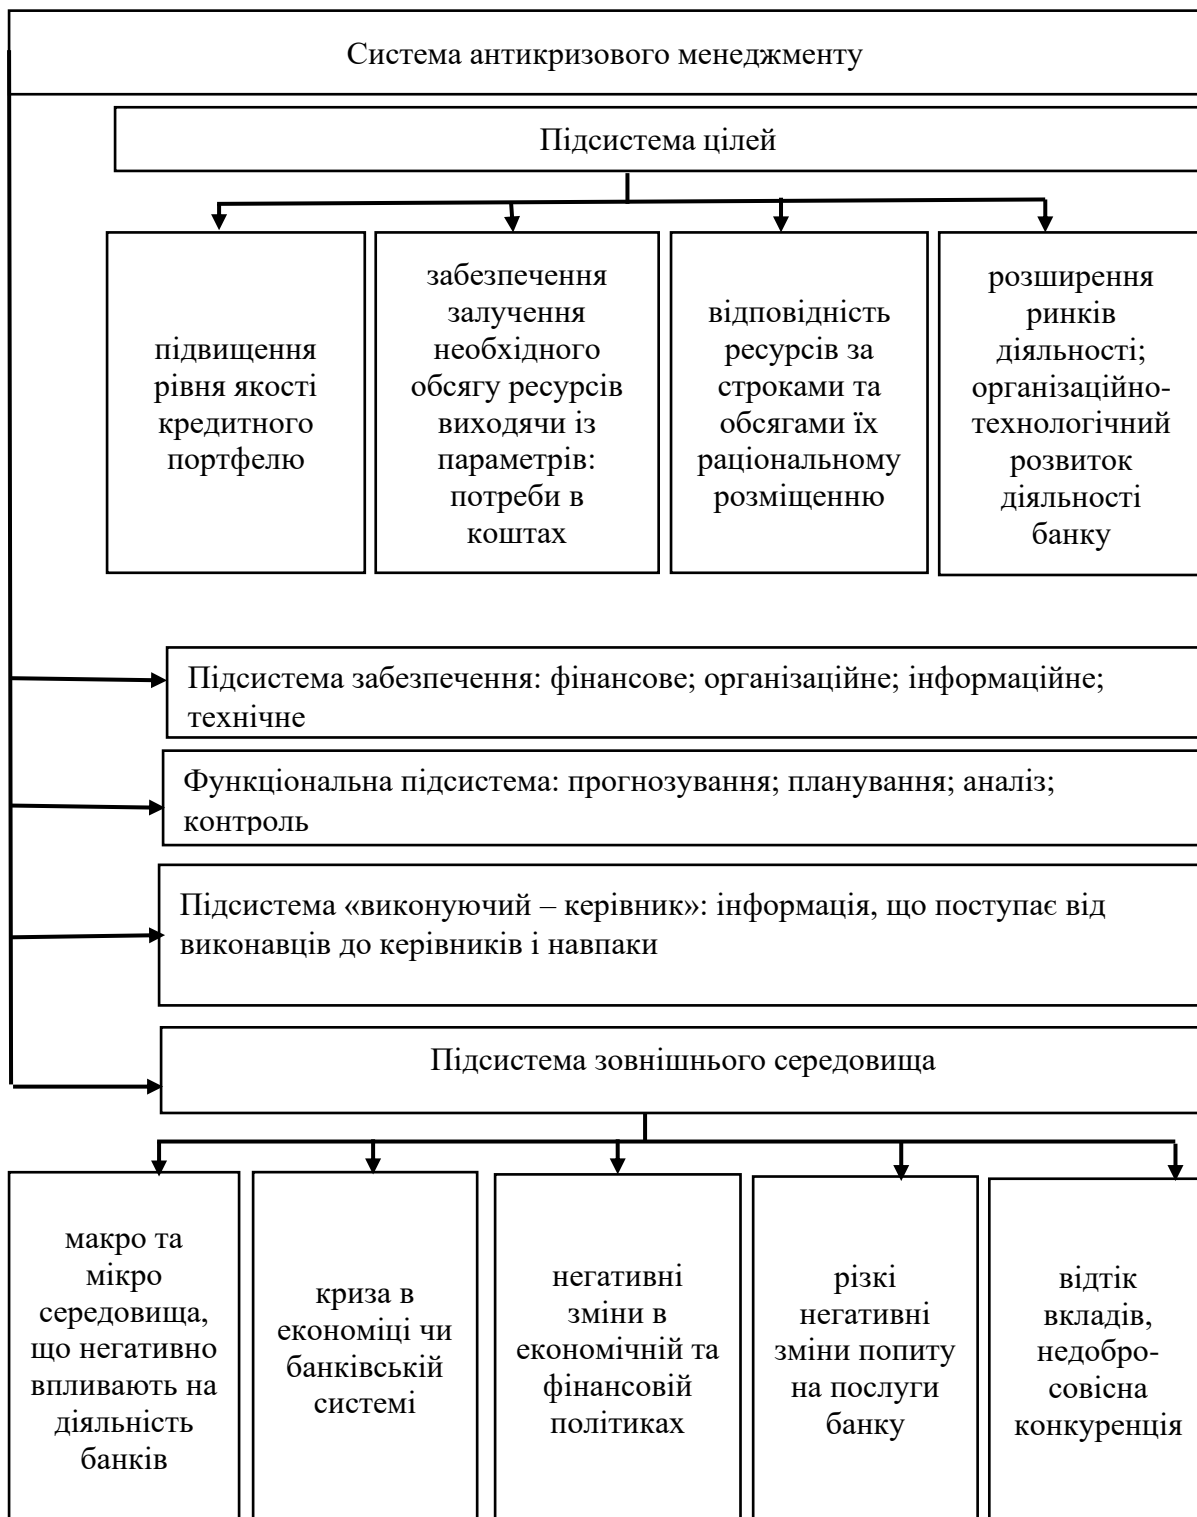 Система антикризового менеджменту
Підсистема цілей
підвищення
рівня якості
кредитного
портфелю
забезпечення
залучення
необхідного
обсягу ресурсів
виходячи із
параметрів:
потреби в
коштах
відповідність
ресурсів за
строками та
обсягами їх
раціональному
розміщенню
розширення
ринків
діяльності;
організаційно-
технологічний
розвиток
діяльності
банку
Підсистема забезпечення: фінансове; організаційне; інформаційне;
технічне
Функціональна підсистема: прогнозування; планування; аналіз;
контроль
Підсистема «виконуючий – керівник»: інформація, що поступає від
виконавців до керівників і навпаки
Підсистема зовнішнього середовища
макро та
мікро
середовища,
що негативно
впливають на
діяльність
банків
криза в
економіці чи
банківській
системі
негативні
зміни в
економічній та
фінансовій
політиках
різкі
негативні
зміни попиту
на послуги
банку
відтік
вкладів,
недобро-
совісна
конкуренція